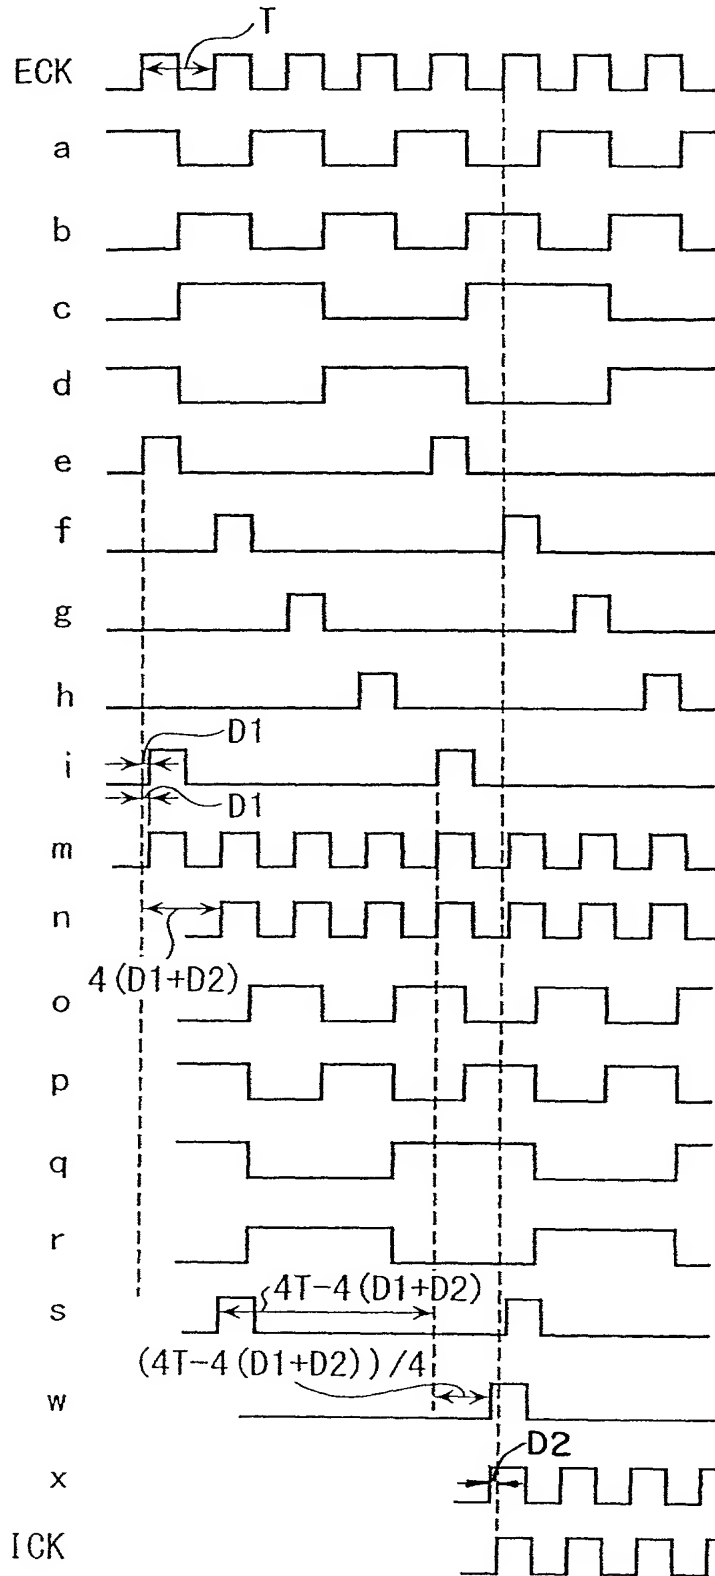 T
ECK
a
b
c
d
e
f
g
h
D1
i
D1
m
n
4(D1+D2)
o
p
q
r
4T-4(D1+D2)
s
(4T-4(D1+D2))/4
w
D2
x
ICK